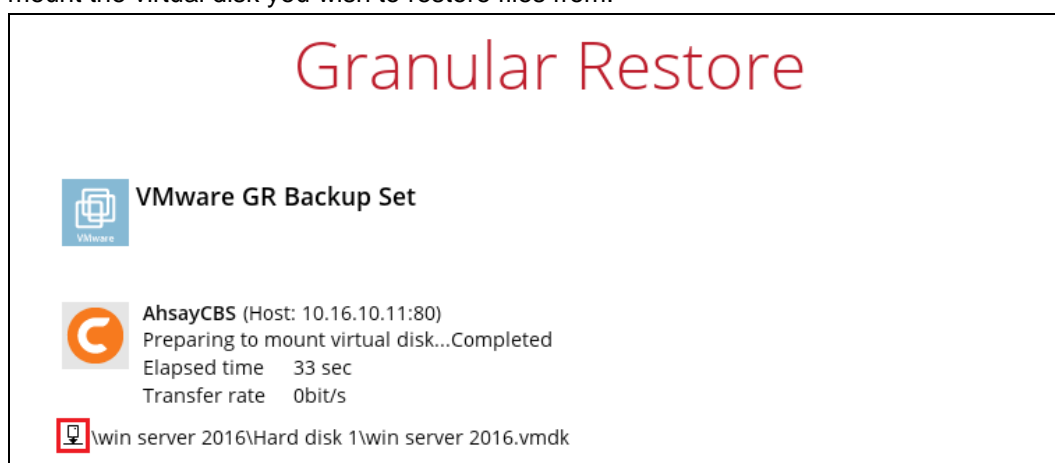 mount the virtual disk you wish to restore files from.
Granular Restore
VMware GR Backup Set
VMware
AhsayCBS (Host: 10.16.10.11:80)
Preparing to mount virtual disk...Completed
Elapsed time 33 sec
Transfer rate 0bit/s
\win server 2016\Hard disk 1\win server 2016.vmdk